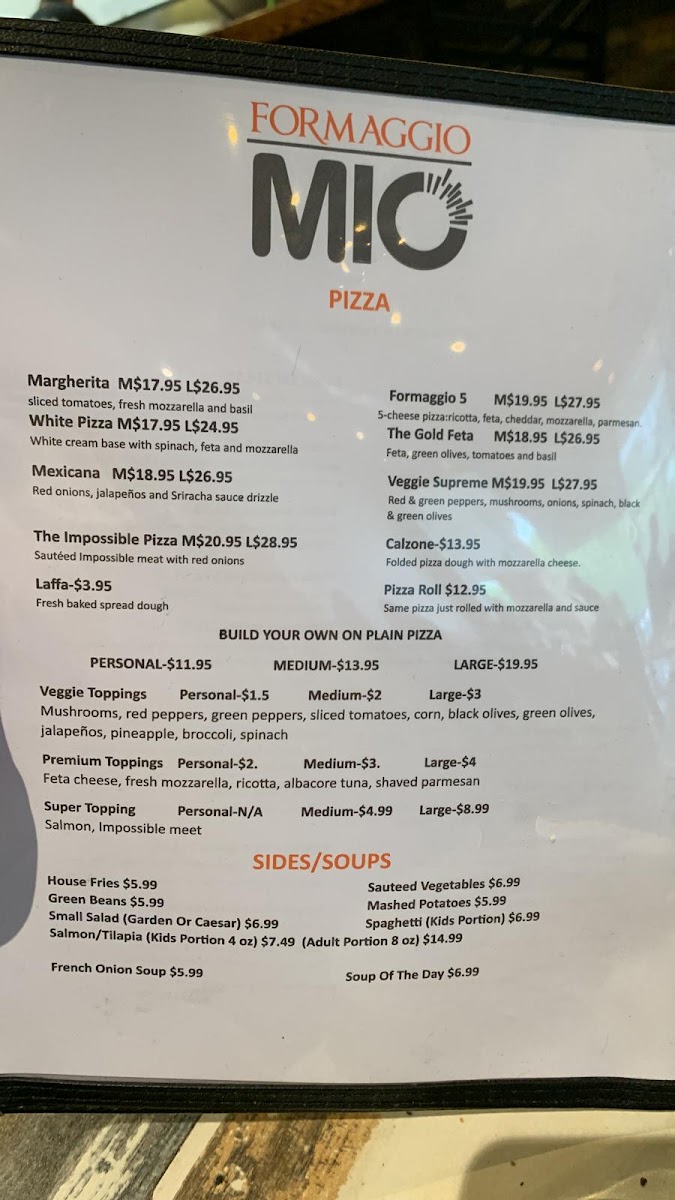 FORMAGGIO
MIO
PIZZA
Margherita M$17.95 L$26.95
sliced tomatoes, fresh mozzarella and basil
White Pizza M$17.95 L$24.95
White cream base with spinach, feta and mozzarella
Mexicana M$18.95 L$26.95
Red onions, jalapeños and Sriracha sauce drizzle
The Impossible Pizza M$20.95 L$28.95
Sautéed Impossible meat with red onions
Laffa-$3.95
Fresh baked spread dough
Formaggio 5 M$19.95 L$27.95
5-cheese pizza:ricotta, feta, cheddar, mozzarella, parmesan.
The Gold Feta M$18.95 L$26.95
Feta, green olives, tomatoes and basil
Veggie Supreme M$19.95 L$27.95
Red & green peppers, mushrooms, onions, spinach, black
& green olives
Calzone-$13.95
Folded pizza dough with mozzarella cheese.
Pizza Roll $12.95
Same pizza just rolled with mozzarella and sauce
BUILD YOUR OWN ON PLAIN PIZZA
PERSONAL-$11.95 MEDIUM-$13.95 LARGE-$19.95
Veggie Toppings Personal-$1.5 Medium-$2 Large-$3
Mushrooms, red peppers, green peppers, sliced tomatoes, corn, black olives, green olives,
jalapeños, pineapple, broccoli, spinach
Premium Toppings Personal-$2. Medium-$3. Large-$4
Feta cheese, fresh mozzarella, ricotta, albacore tuna, shaved parmesan
Super Topping Personal-N/A Medium-$4.99 Large-$8.99
Salmon, Impossible meet
SIDES/SOUPS
House Fries $5.99 Sauteed Vegetables $6.99
Green Beans $5.99 Mashed Potatoes $5.99
Small Salad (Garden Or Caesar) $6.99 Spaghetti (Kids Portion) $6.99
Salmon/Tilapia (Kids Portion 4 oz) $7.49 (Adult Portion 8 oz) $14.99
French Onion Soup $5.99 Soup Of The Day $6.99